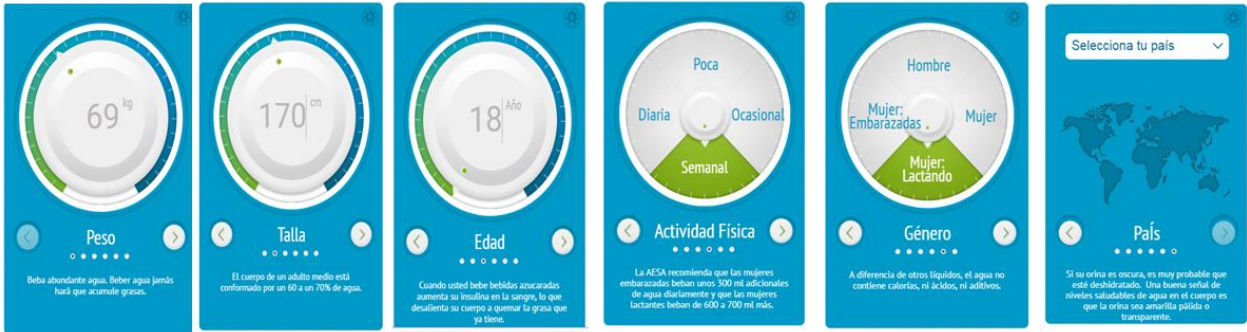 69 kg
Peso
Beba abundante agua. Beber agua jamás
hará que acumule grasas.
170 cm
Talla
El cuerpo de un adulto medio está
conformado por un 60 a un 70% de agua.
18 Año
Edad
Cuando usted bebe bebidas azucaradas
aumenta su insulina en la sangre, lo que
desalienta su cuerpo a quemar la grasa que
ya tiene.
Poca
Diaria
Ocasional
Semanal
Actividad Física
La AESA recomienda que las mujeres
embarazadas beban unos 300 ml adicionales
de agua diariamente y que las mujeres
lactantes beban de 600 a 700 ml más.
Hombre
Mujer;
Embarazadas
Mujer
Mujer;
Lactando
Género
A diferencia de otros líquidos, el agua no
contiene calorías, ni ácidos, ni aditivos.
Selecciona tu país
País
Si su orina es oscura, es muy probable que
esté deshidratado. Una buena señal de
niveles saludables de agua en el cuerpo es
que la orina sea amarilla pálida o
transparente.